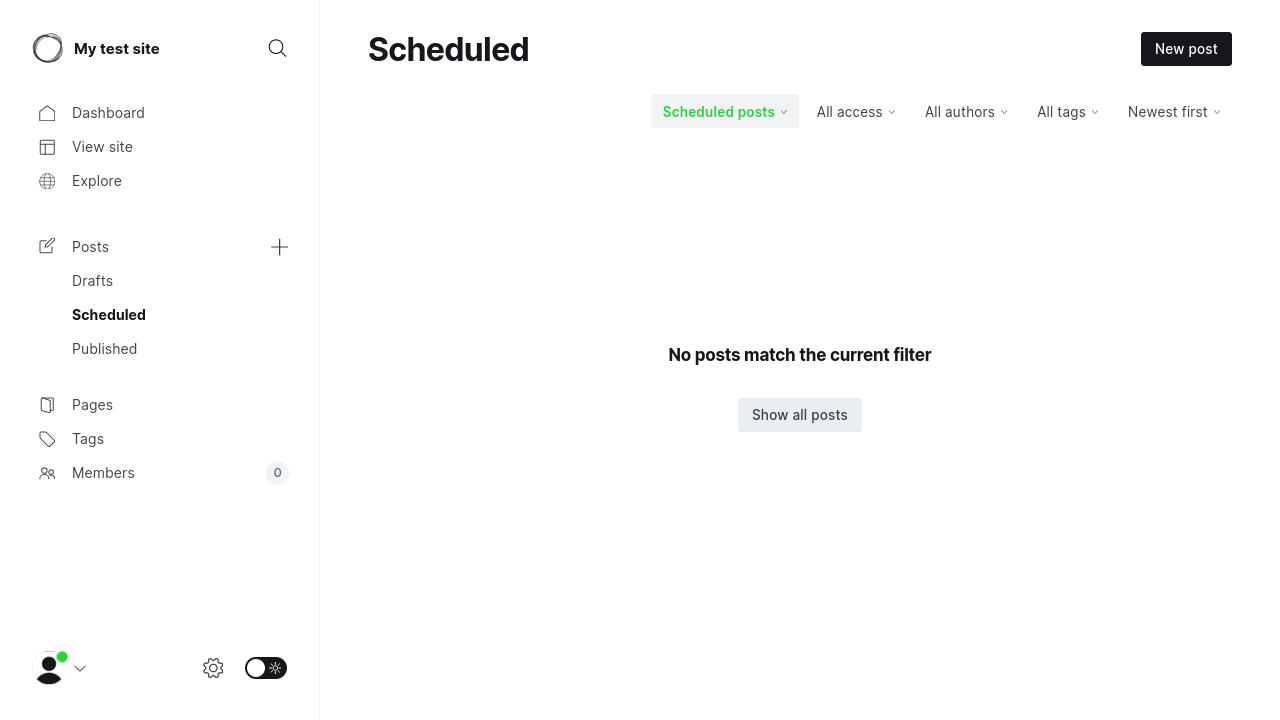 My test site
Dashboard
View site
Explore
Posts
Drafts
Scheduled
Published
Pages
Tags
Members 0
Scheduled
New post
Scheduled posts All access All authors All tags Newest first
No posts match the current filter
Show all posts